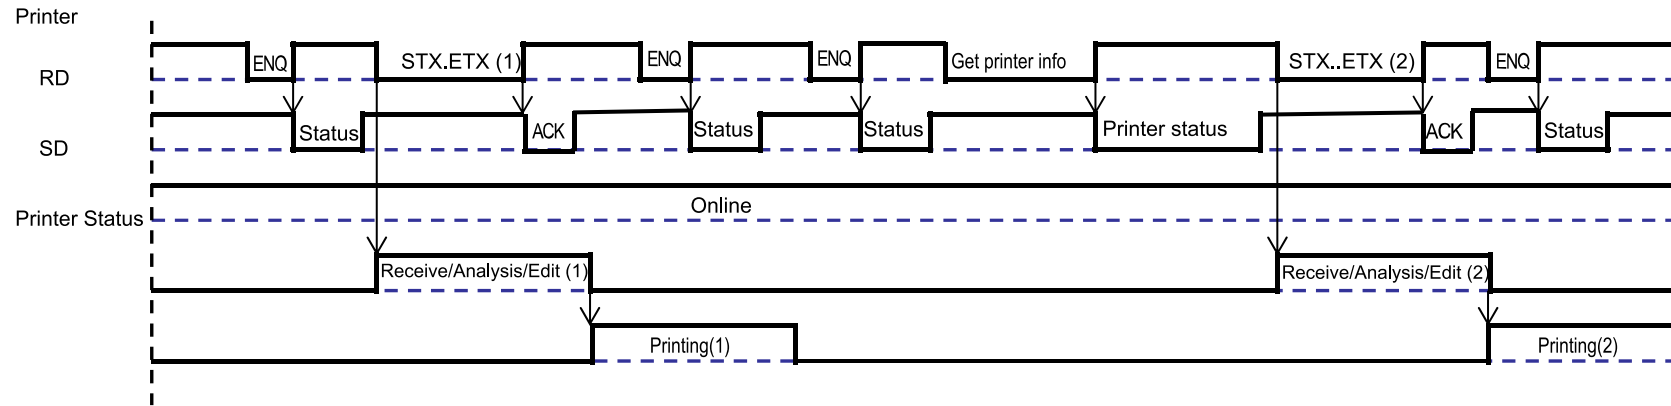 Printer
RD
ENQ
STX.ETX (1)
ENQ
ENQ
Get printer info
STX..ETX (2)
ENQ
SD
Status
ACK
Status
Status
Printer status
ACK
Status
Printer Status
Online
Receive/Analysis/Edit (1)
Receive/Analysis/Edit (2)
Printing(1)
Printing(2)